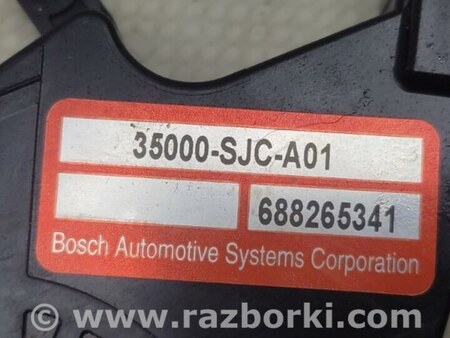 35000-SJC-A01
688265341
Bosch Automotive Systems Corporation
© www.razborki.com